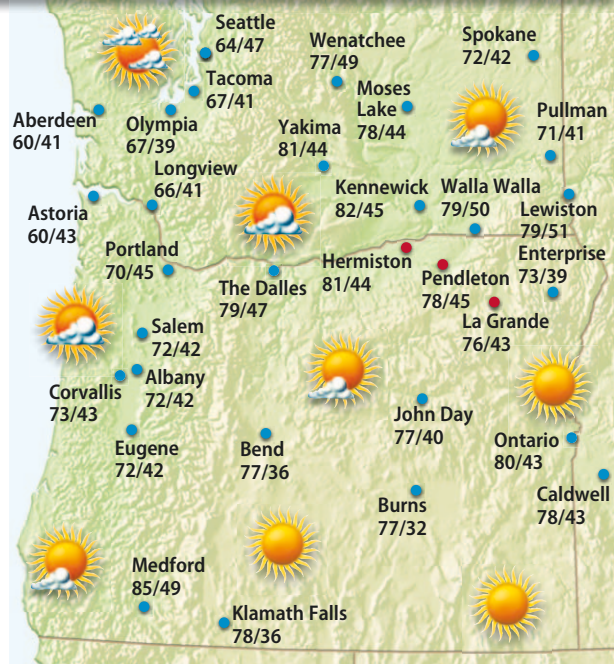 Seattle
64/47
Wenatchee
77/49
Spokane
72/42
Tacoma
67/41
Moses
Lake
78/44
Aberdeen
60/41
Olympia
67/39
Yakima
81/44
Pullman
71/41
Longview
66/41
Kennewick
82/45
Walla Walla
79/50
Lewiston
79/51
Astoria
60/43
Portland
70/45
The Dalles
79/47
Hermiston
81/44
Pendleton
78/45
Enterprise
73/39
La Grande
76/43
Salem
72/42
Albany
72/42
Corvallis
73/43
John Day
77/40
Eugene
72/42
Bend
77/36
Ontario
80/43
Caldwell
78/43
Burns
77/32
Medford
85/49
Klamath Falls
78/36